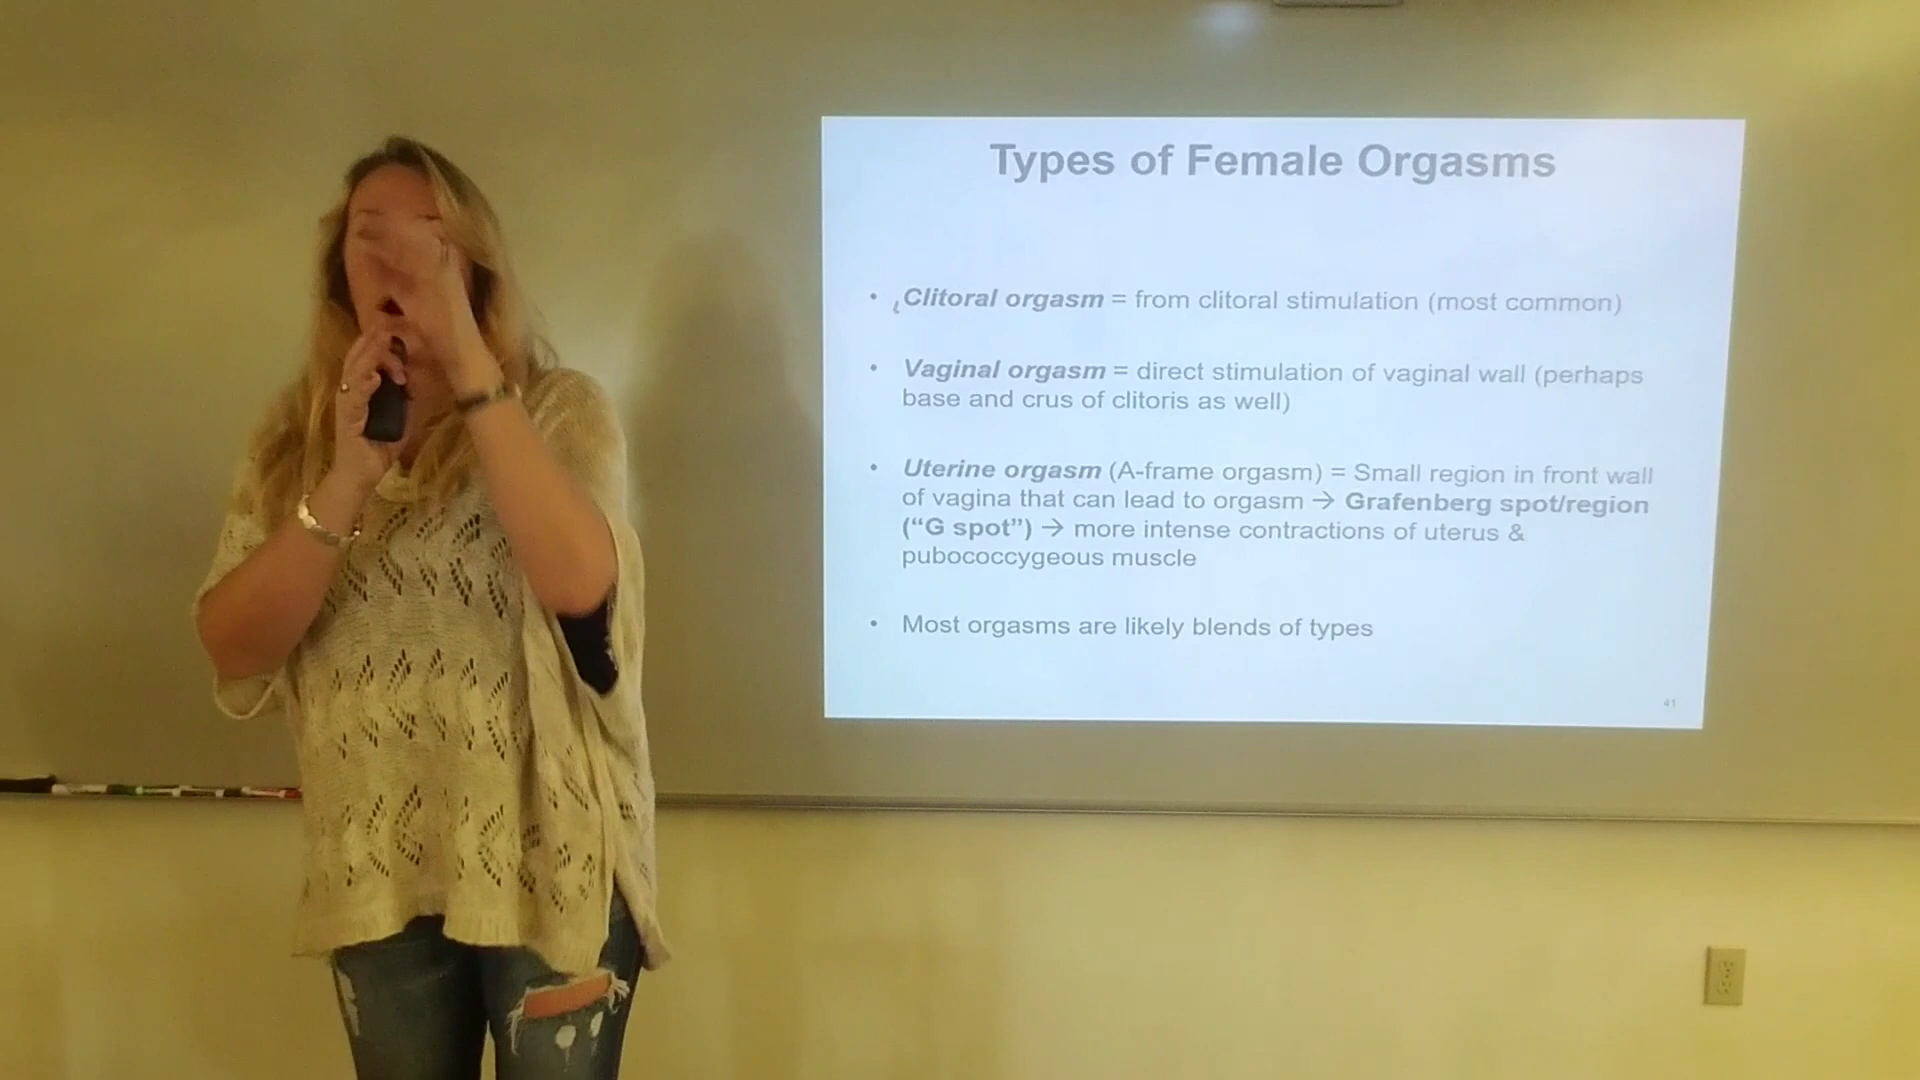 Types of Female Orgasms
• Clitoral orgasm = from clitoral stimulation (most common)
• Vaginal orgasm = direct stimulation of vaginal wall (perhaps
base and crus of clitoris as well)
• Uterine orgasm (A-frame orgasm) = Small region in front wall
of vagina that can lead to orgasm → Grafenberg spot/region
(“G spot”) → more intense contractions of uterus &
pubococcygeous muscle
• Most orgasms are likely blends of types
41